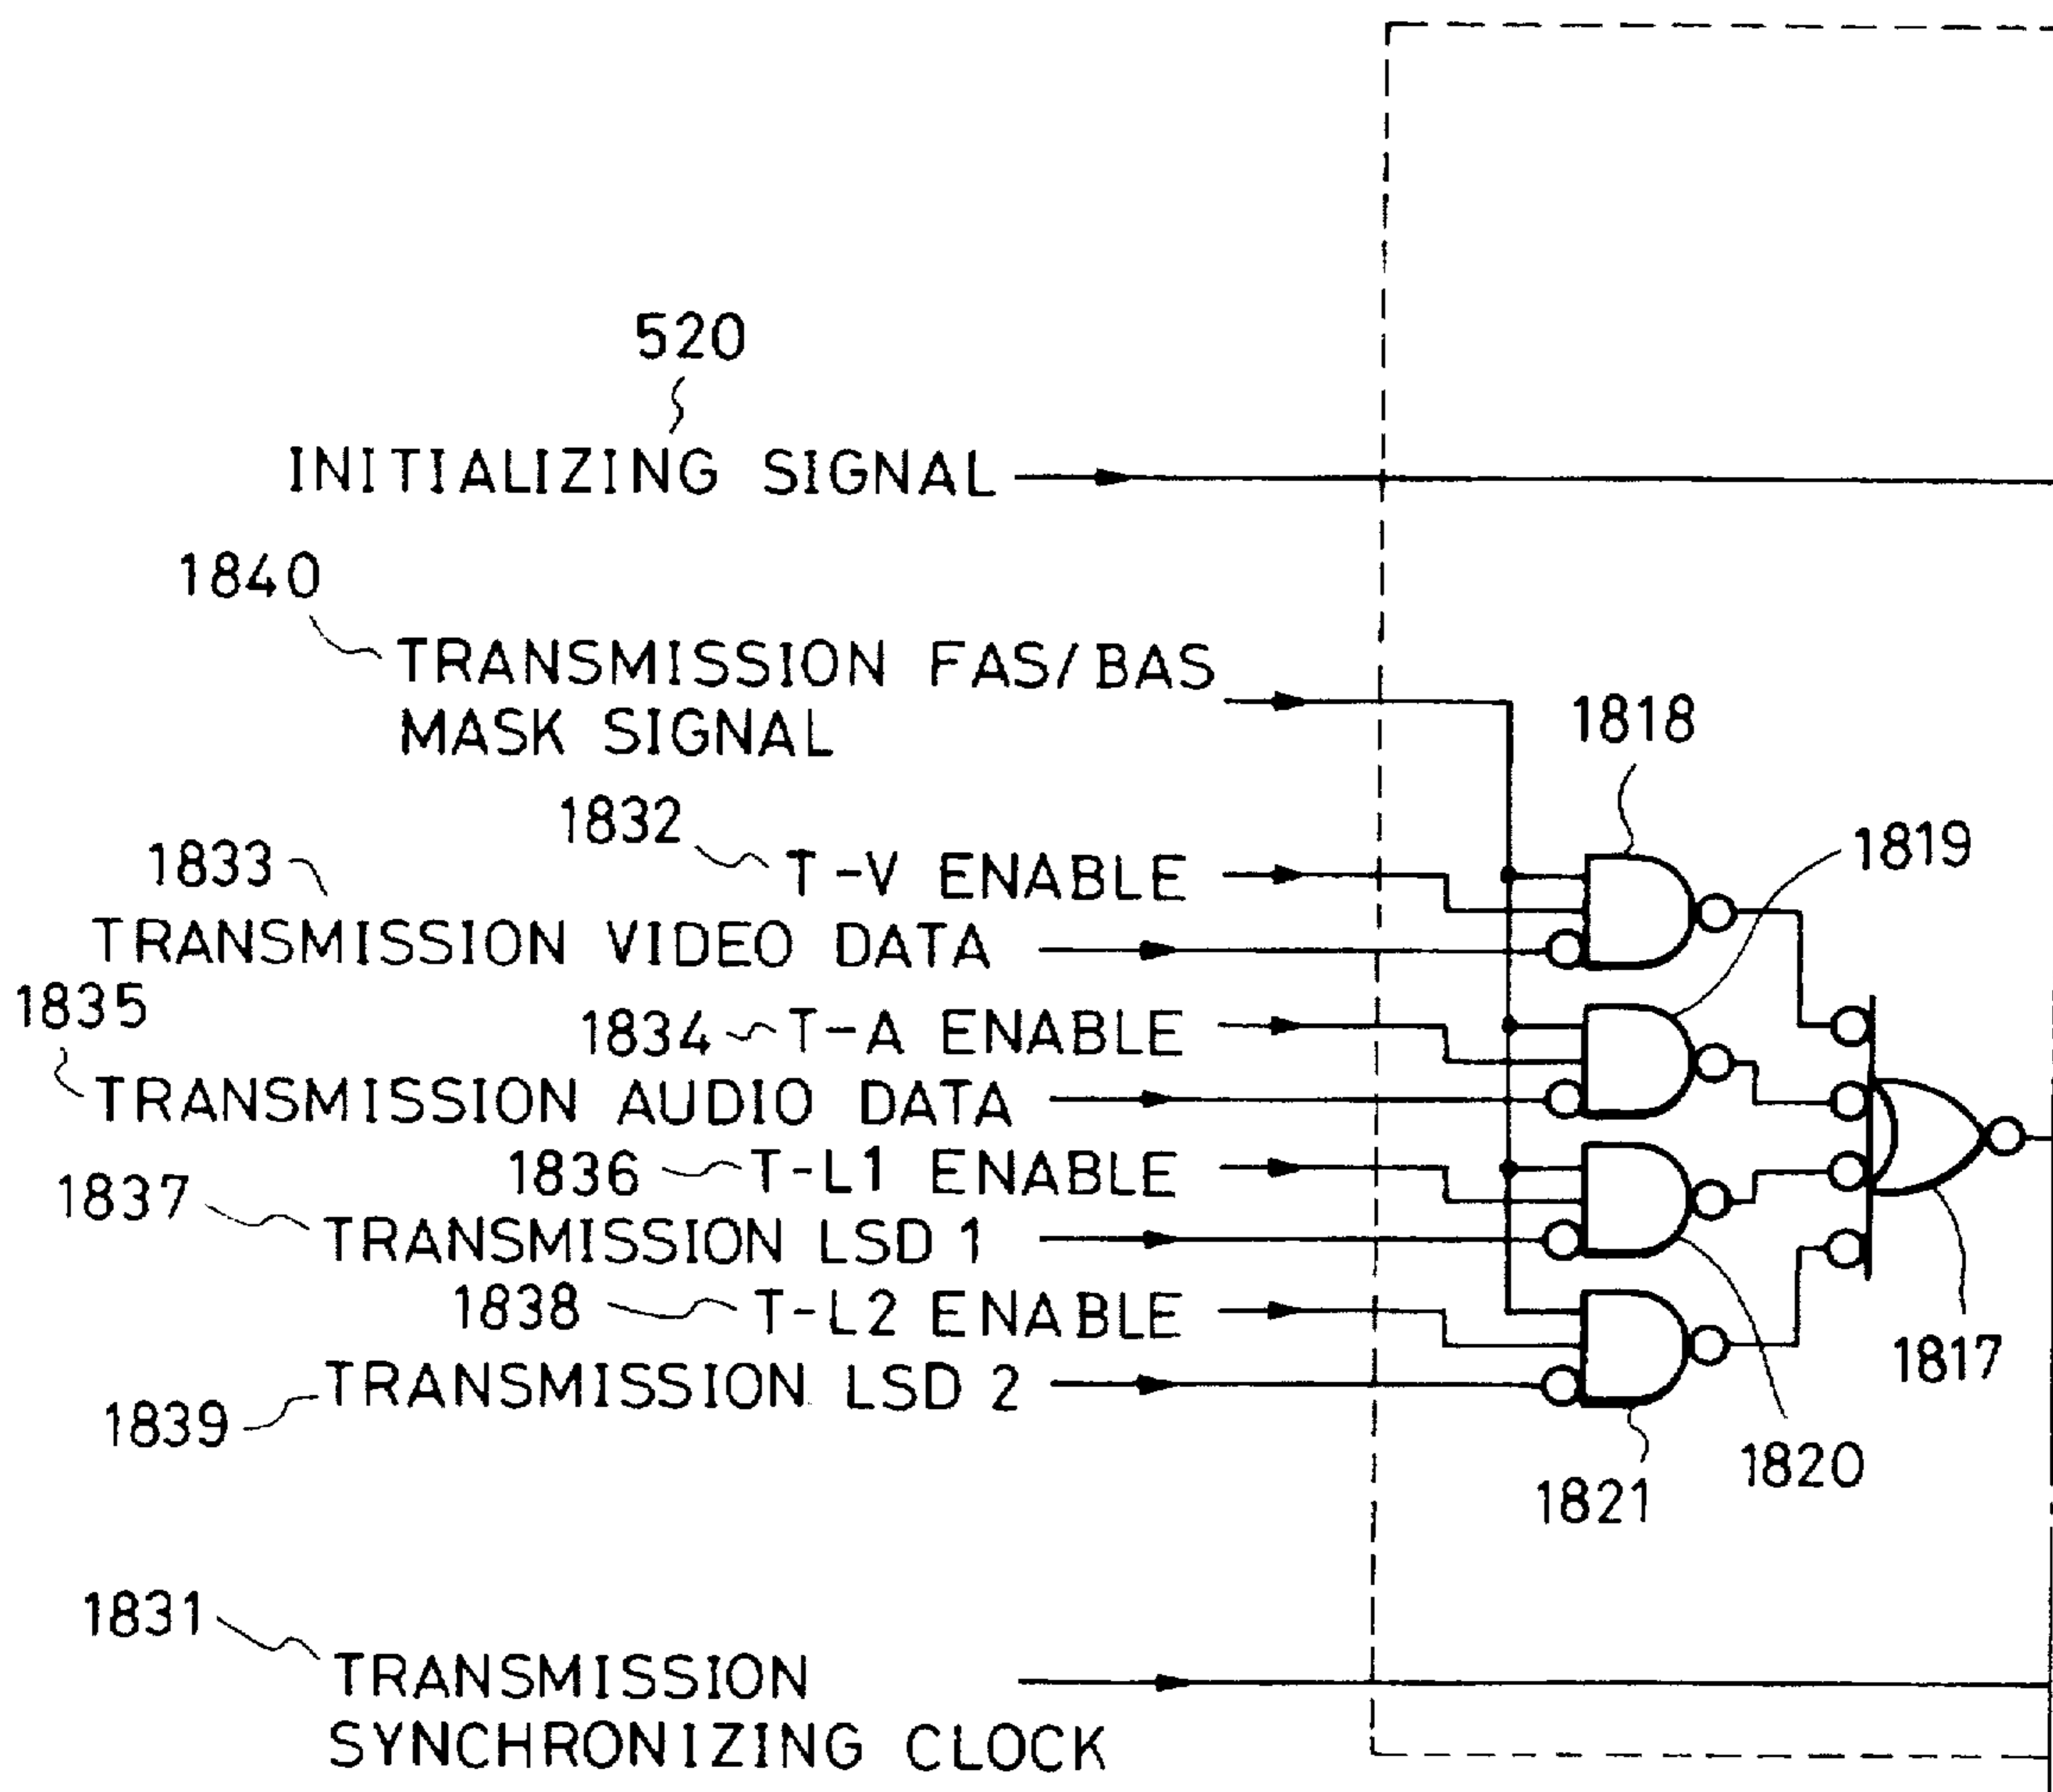 520
INITIALIZING SIGNAL
1840
TRANSMISSION FAS/BAS
MASK SIGNAL
1818
1832
1819
1833
T-V ENABLE
TRANSMISSION VIDEO DATA
1835
1834
T-A ENABLE
TRANSMISSION AUDIO DATA
1836
T-L1 ENABLE
1837
TRANSMISSION LSD 1
1838
T-L2 ENABLE
1817
TRANSMISSION LSD 2
1839
1820
1821
1831
TRANSMISSION
SYNCHRONIZING CLOCK